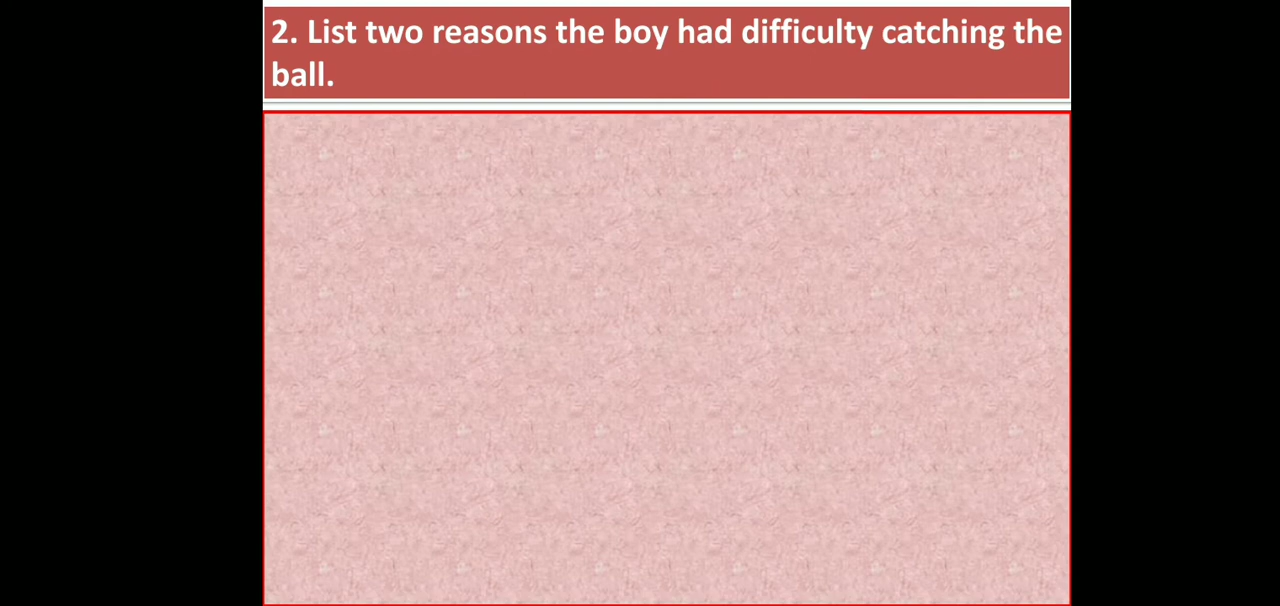 2. List two reasons the boy had difficulty catching the
ball.